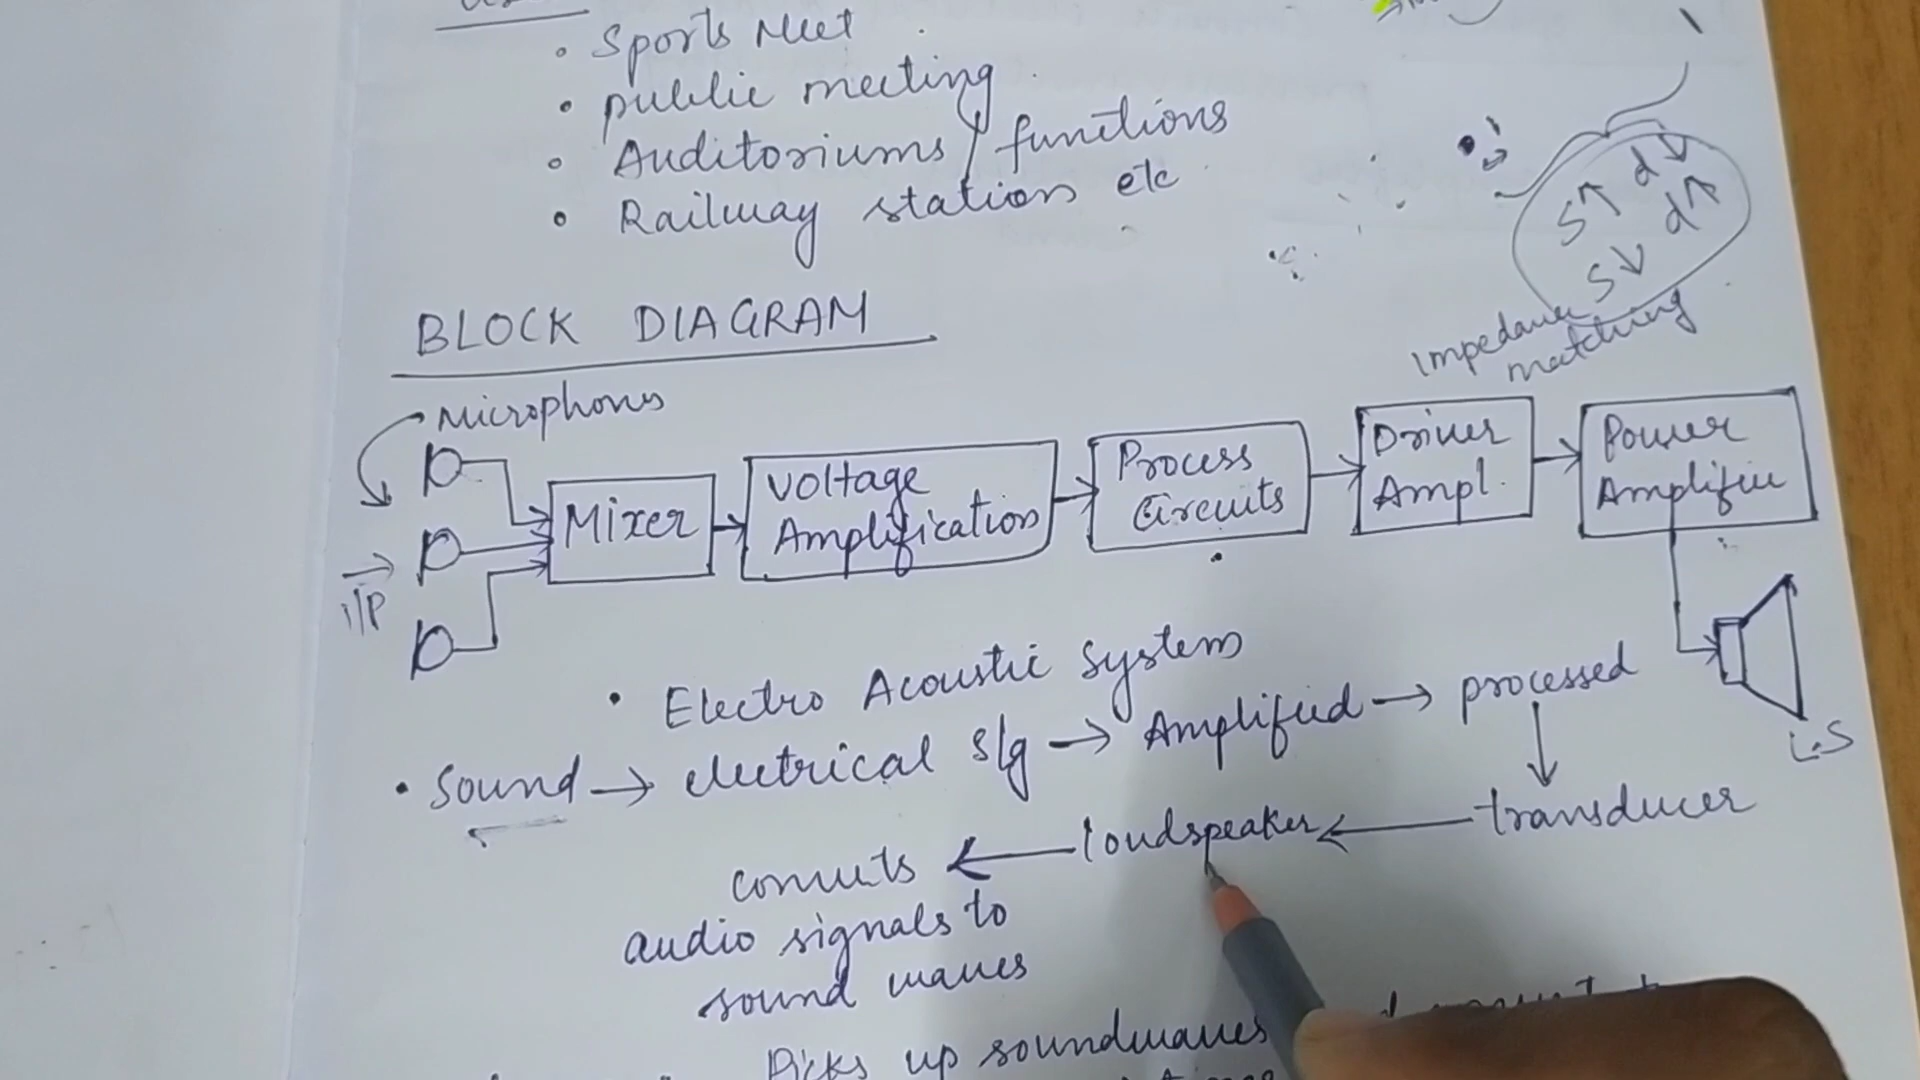 • Sports Meet
• public meeting
• Auditoriums / functions
• Railway stations etc
S↑ d↓
S↓ d↑
Impedance
matching
BLOCK DIAGRAM
Microphones
I/P
Mixer
Voltage
Amplification
Process
Circuits
Driver
Ampl.
Power
Amplifier
L.S
• Electro Acoustic System
• Sound → electrical s/g → Amplified → processed
↓
converts ← loudspeaker ← transducer
audio signals to
sound waves
Picks up soundwaves